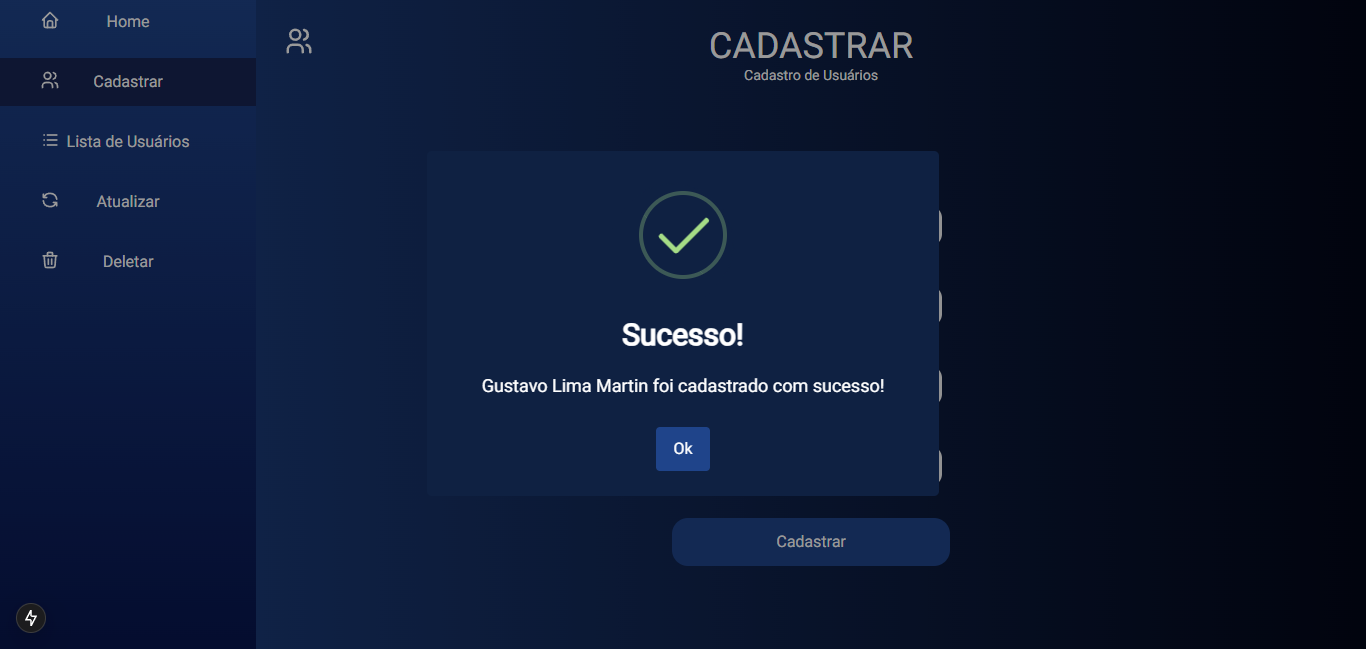 Home
Cadastrar
Lista de Usuários
Atualizar
Deletar
CADASTRAR
Cadastro de Usuários
Sucesso!
Gustavo Lima Martin foi cadastrado com sucesso!
Ok
Cadastrar